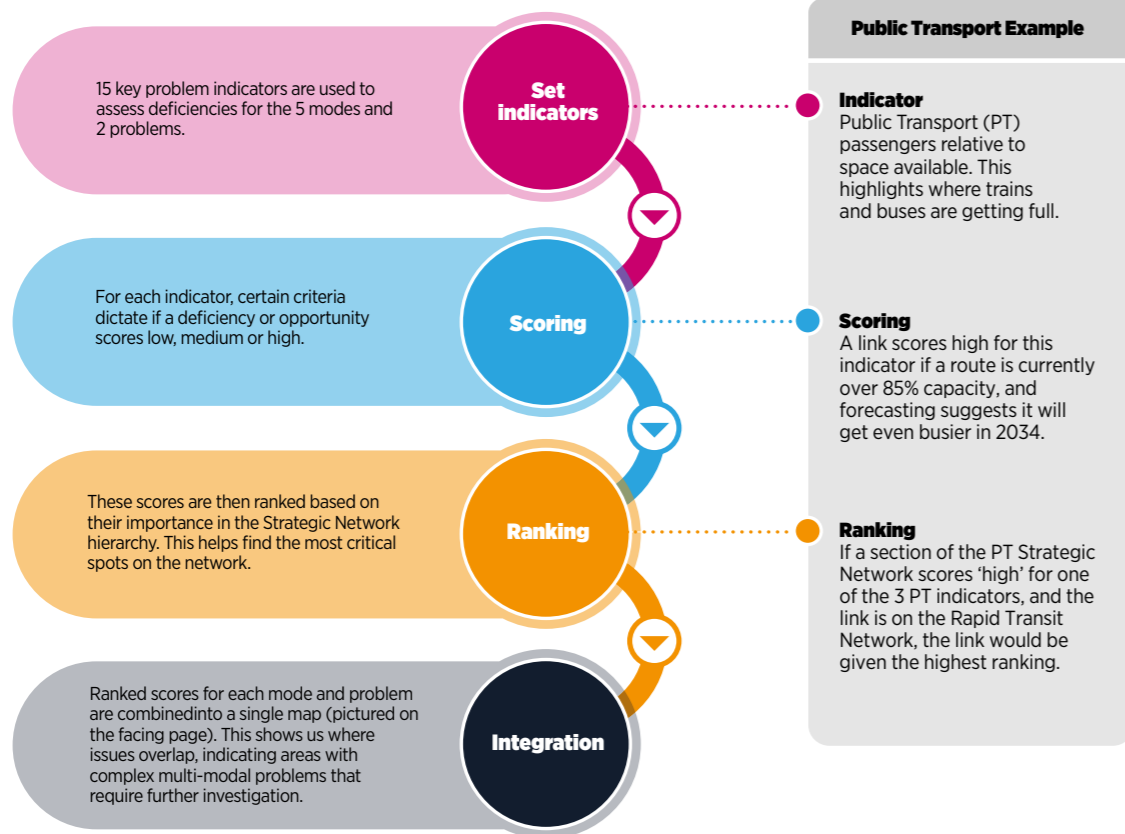 15 key problem indicators are used to
assess deficiencies for the 5 modes and
2 problems.
Set
indicators
For each indicator, certain criteria
dictate if a deficiency or opportunity
scores low, medium or high.
Scoring
These scores are then ranked based on
their importance in the Strategic Network
hierarchy. This helps find the most critical
spots on the network.
Ranking
Ranked scores for each mode and problem
are combinedinto a single map (pictured on
the facing page). This shows us where
issues overlap, indicating areas with
complex multi-modal problems that
require further investigation.
Integration
Public Transport Example
Indicator
Public Transport (PT)
passengers relative to
space available. This
highlights where trains
and buses are getting full.
Scoring
A link scores high for this
indicator if a route is currently
over 85% capacity, and
forecasting suggests it will
get even busier in 2034.
Ranking
If a section of the PT Strategic
Network scores ‘high’ for one
of the 3 PT indicators, and the
link is on the Rapid Transit
Network, the link would be
given the highest ranking.